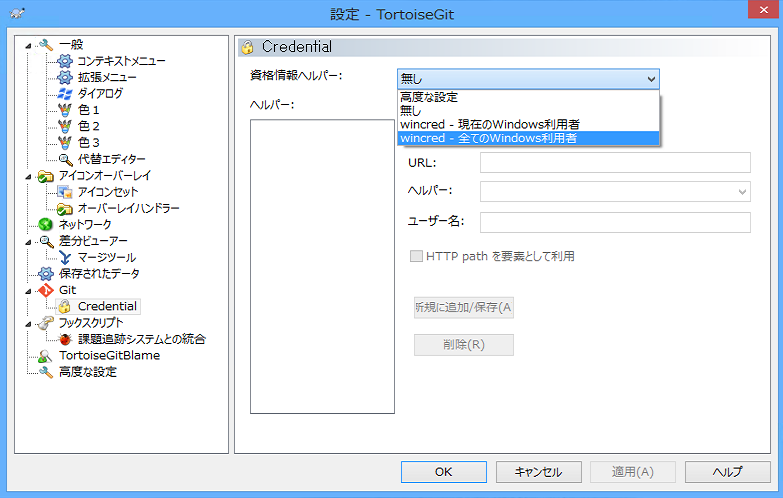 設定 - TortoiseGit
一般
コンテキストメニュー
拡張メニュー
ダイアログ
色 1
色 2
色 3
代替エディター
アイコンオーバーレイ
アイコンセット
オーバーレイハンドラー
ネットワーク
差分ビューアー
マージツール
保存されたデータ
Git
Credential
フックスクリプト
課題追跡システムとの統合
TortoiseGitBlame
高度な設定
Credential
資格情報ヘルパー:
無し
高度な設定
無し
wincred - 現在のWindows利用者
wincred - 全てのWindows利用者
ヘルパー:
URL:
ヘルパー:
ユーザー名:
HTTP path を要素として利用
新規に追加/保存(A
削除(R)
OK
キャンセル
適用(A)
ヘルプ